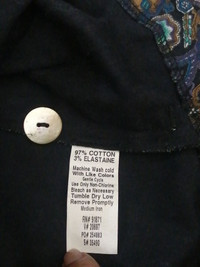 97% COTTON
3% ELASTAINE
Machine Wash cold
With Like Colors
Gentle Cycle
Use Only Non-Chlorine
Bleach as Necessary
Tumble Dry Low
Remove Promptly
Medium Iron